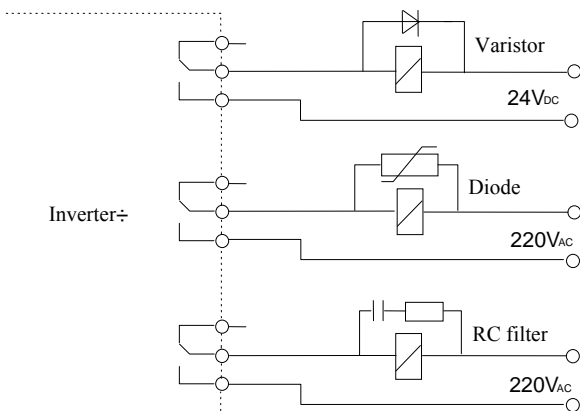 Varistor
24VDC
Diode
Inverter÷
220VAC
RC filter
220VAC